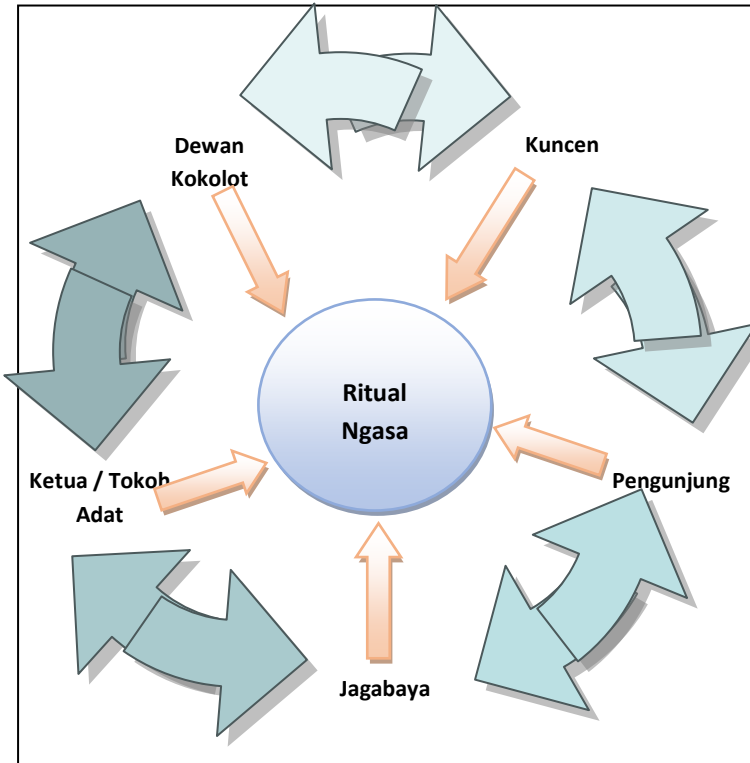 Dewan
Kokolot
Kuncen
Ritual
Ngasa
Ketua / Tokoh
Adat
Pengunjung
Jagabaya